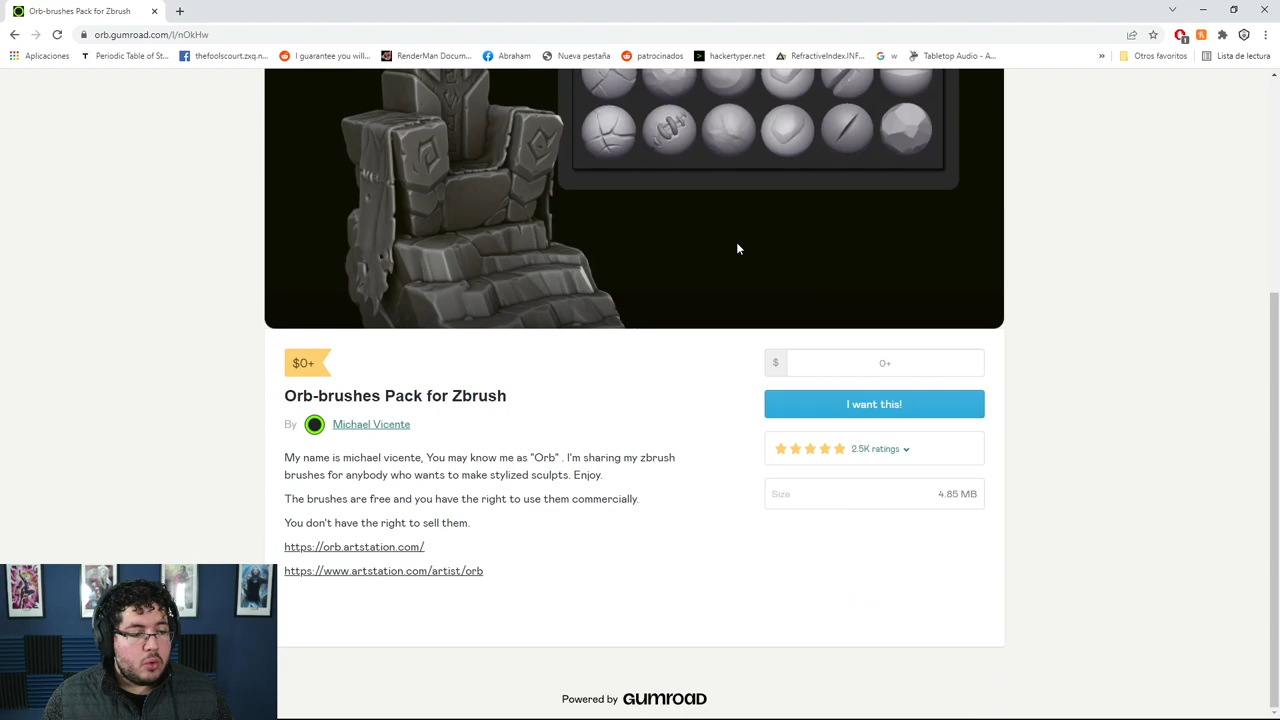 Orb-brushes Pack for Zbrush
orb.gumroad.com/l/nOkHw
Aplicaciones
Periodic Table of St...
thefoolscourt.zxq.n...
I guarantee you will...
RenderMan Docum...
Abraham
Nueva pestaña
patrocinados
hackertyper.net
RefractiveIndex.INF...
w
Tabletop Audio - A...
»
Otros favoritos
Lista de lectura
$0+
$
0+
Orb-brushes Pack for Zbrush
I want this!
By Michael Vicente
2.5K ratings
My name is michael vicente, You may know me as "Orb" . I'm sharing my zbrush
brushes for anybody who wants to make stylized sculpts. Enjoy.
Size 4.85 MB
The brushes are free and you have the right to use them commercially.
You don't have the right to sell them.
https://orb.artstation.com/
https://www.artstation.com/artist/orb
Powered by GUMROAD